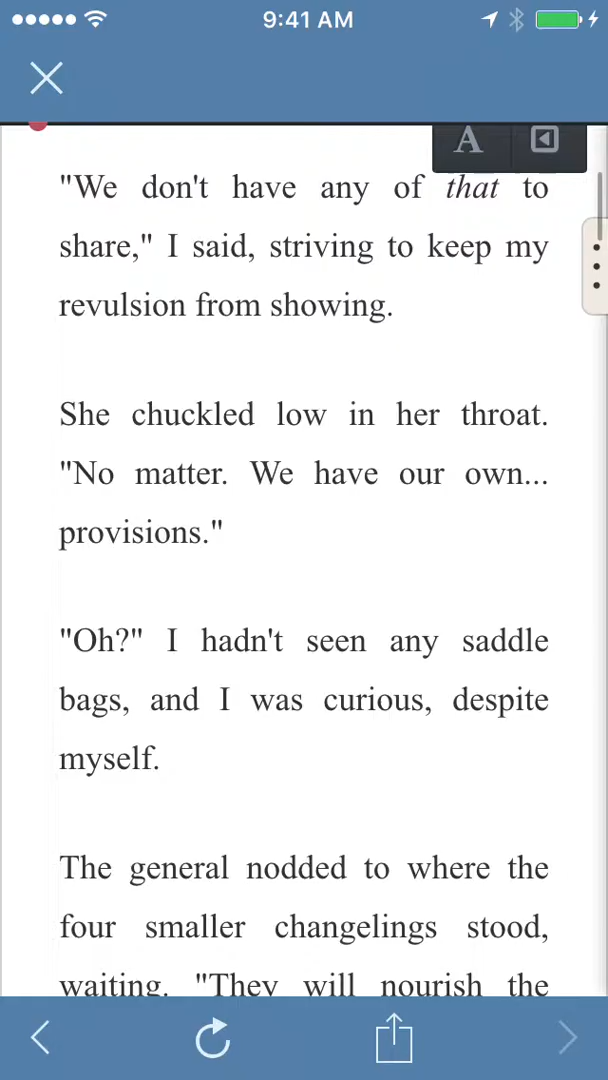 9:41 AM
A
"We don't have any of that to
share," I said, striving to keep my
revulsion from showing.
She chuckled low in her throat.
"No matter. We have our own...
provisions."
"Oh?" I hadn't seen any saddle
bags, and I was curious, despite
myself.
The general nodded to where the
four smaller changelings stood,
waiting. "They will nourish the